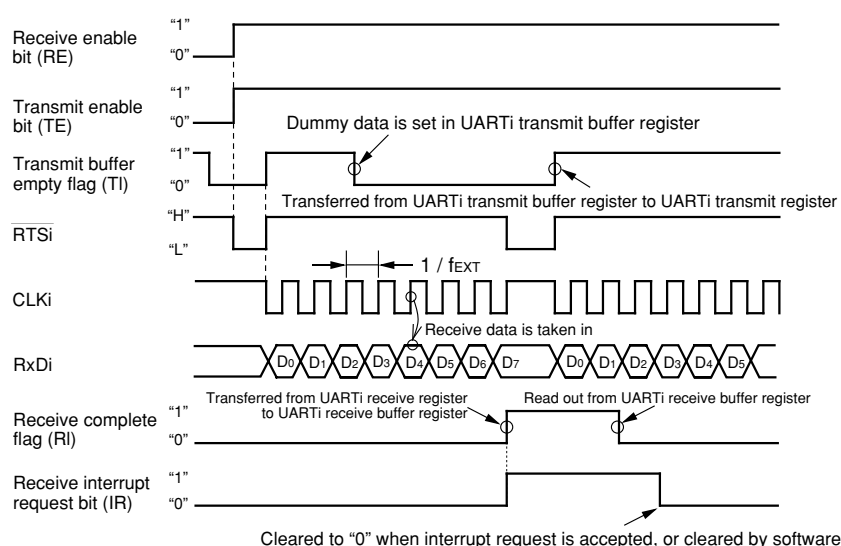 Receive enable
bit (RE)
“1”
“0”
Transmit enable
bit (TE)
“1”
“0”
Dummy data is set in UARTi transmit buffer register
Transmit buffer
empty flag (TI)
“1”
“0”
Transferred from UARTi transmit buffer register to UARTi transmit register
RTSi
“H”
“L”
1 / fEXT
CLKi
Receive data is taken in
RxDi
D0 D1 D2 D3 D4 D5 D6 D7 D0 D1 D2 D3 D4 D5
Transferred from UARTi receive register
to UARTi receive buffer register
Read out from UARTi receive buffer register
Receive complete
flag (RI)
“1”
“0”
Receive interrupt
request bit (IR)
“1”
“0”
Cleared to “0” when interrupt request is accepted, or cleared by software